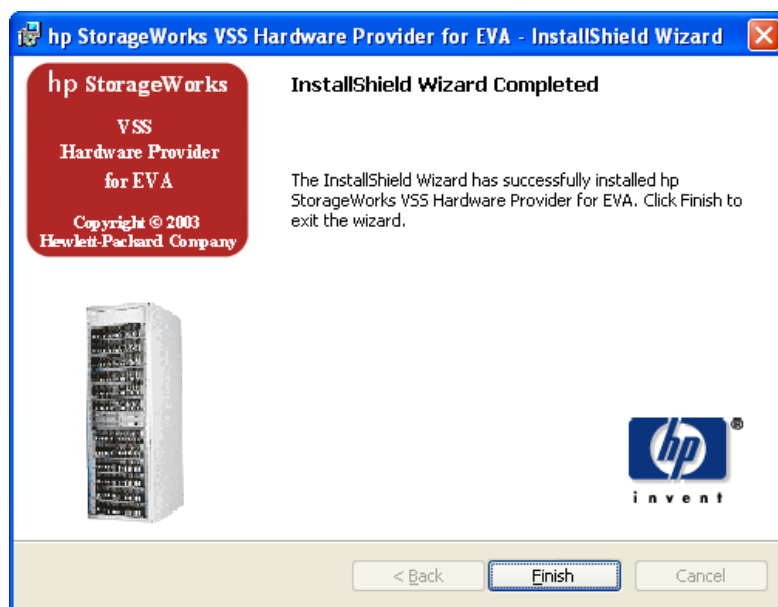 hp StorageWorks VSS Hardware Provider for EVA - InstallShield Wizard
hp StorageWorks
VSS
Hardware Provider
for EVA
Copyright © 2003
Hewlett-Packard Company
InstallShield Wizard Completed
The InstallShield Wizard has successfully installed hp
StorageWorks VSS Hardware Provider for EVA. Click Finish to
exit the wizard.
hp®
invent
< Back
Finish
Cancel